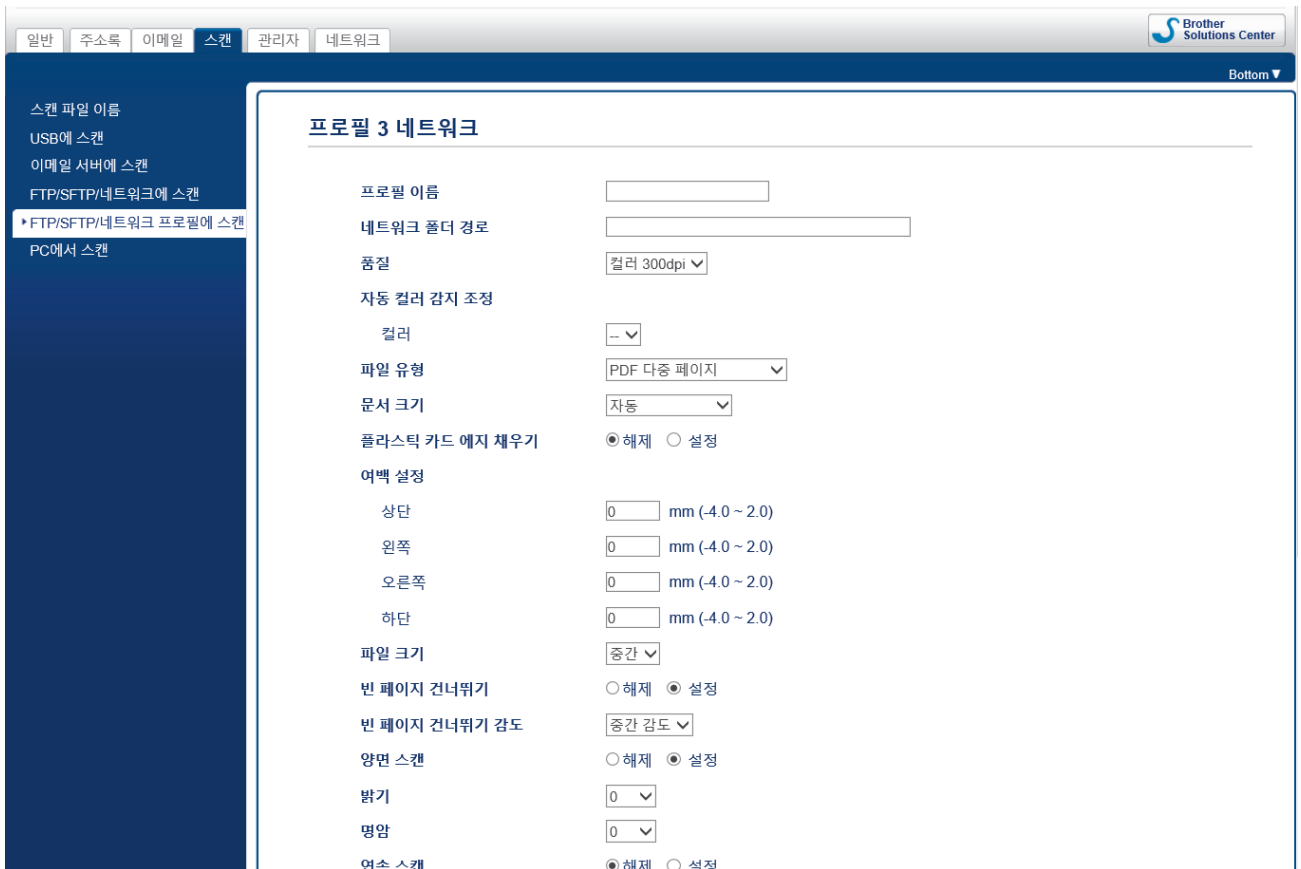 일반 주소록 이메일 스캔 관리자 네트워크
Brother
Solutions Center
Bottom▼
스캔 파일 이름
USB에 스캔
이메일 서버에 스캔
FTP/SFTP/네트워크에 스캔
FTP/SFTP/네트워크 프로필에 스캔
PC에서 스캔
프로필 3 네트워크
프로필 이름
네트워크 폴더 경로
품질 컬러 300dpi
자동 컬러 감지 조정
컬러 --
파일 유형 PDF 다중 페이지
문서 크기 자동
플라스틱 카드 에지 채우기 해제 설정
여백 설정
상단 0 mm (-4.0 ~ 2.0)
왼쪽 0 mm (-4.0 ~ 2.0)
오른쪽 0 mm (-4.0 ~ 2.0)
하단 0 mm (-4.0 ~ 2.0)
파일 크기 중간
빈 페이지 건너뛰기 해제 설정
빈 페이지 건너뛰기 감도 중간 감도
양면 스캔 해제 설정
밝기 0
명암 0
연속 스캔 해제 설정